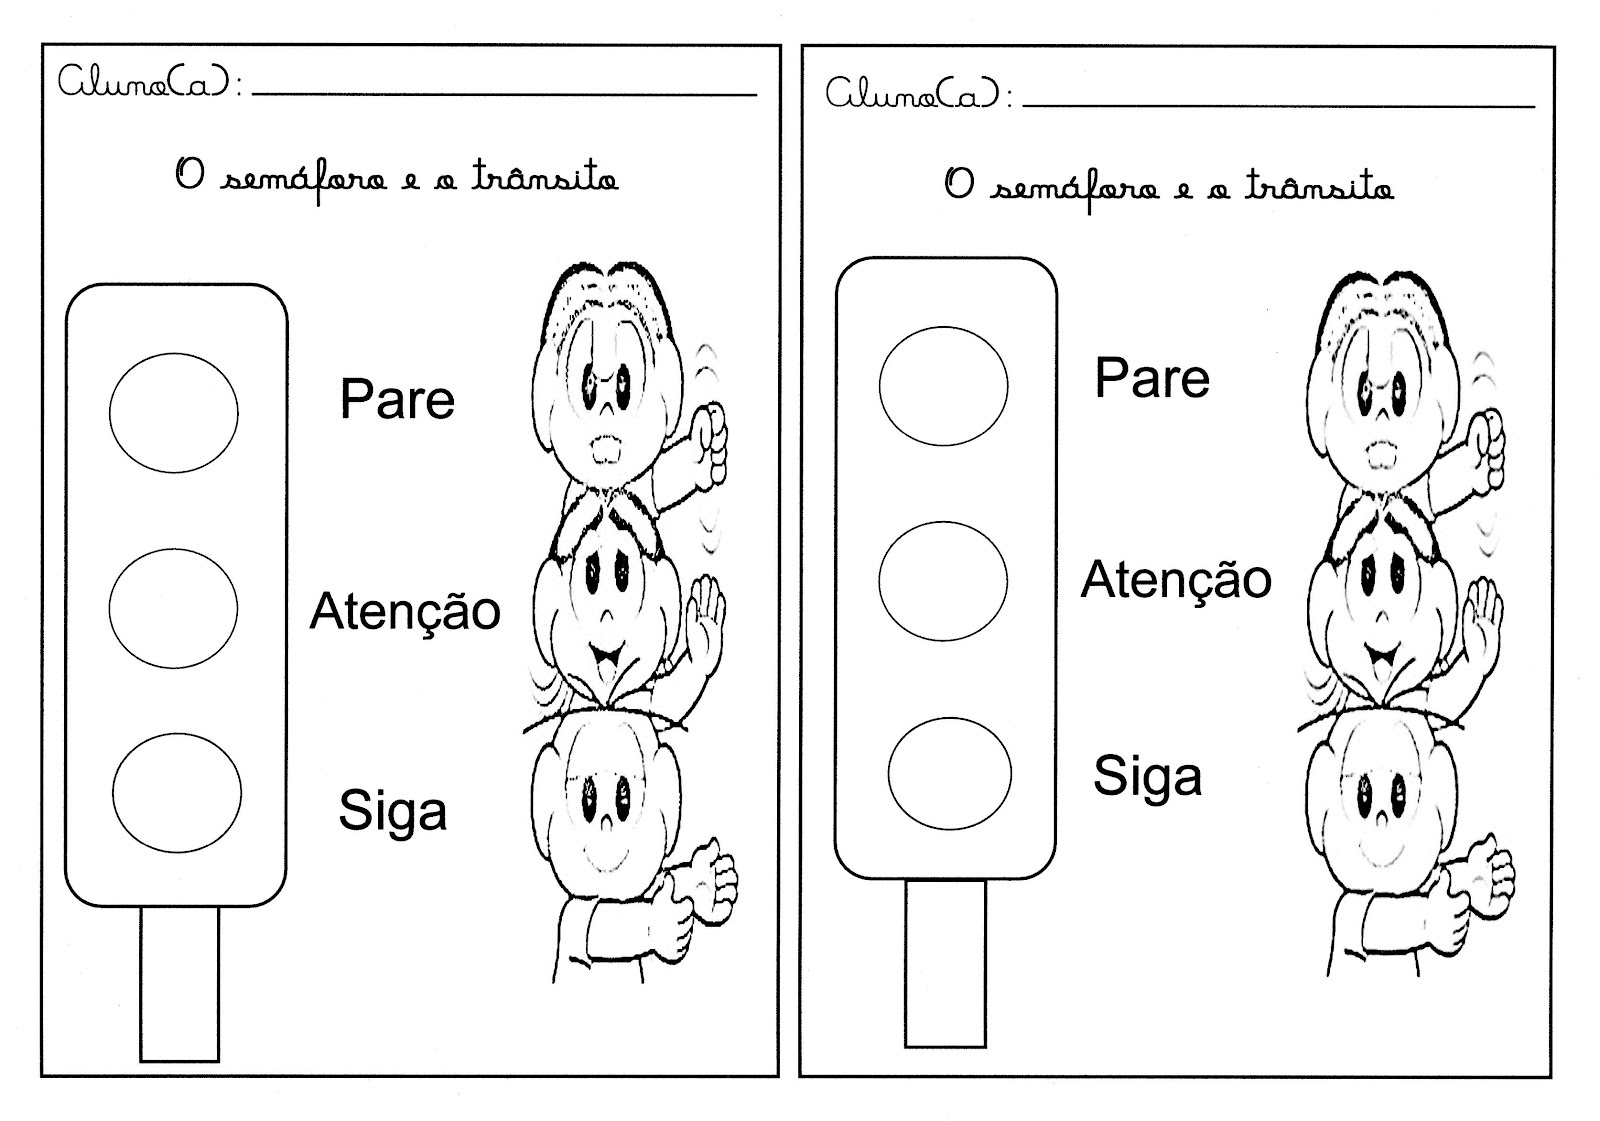 Aluno(a):
O semáforo e o trânsito
Pare
Atenção
Siga
Aluno(a):
O semáforo e o trânsito
Pare
Atenção
Siga